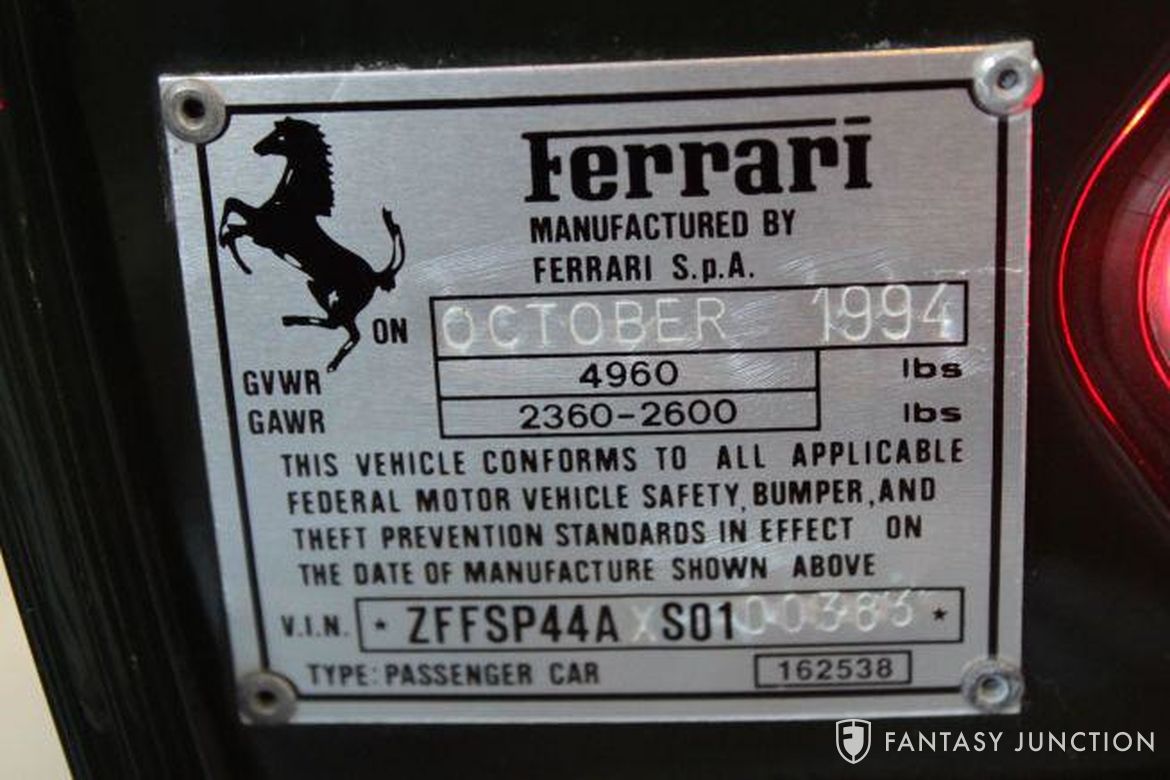 Ferrari
MANUFACTURED BY
FERRARI S.p.A.
ON OCTOBER 1994
GVWR 4960 lbs
GAWR 2360-2600 lbs
THIS VEHICLE CONFORMS TO ALL APPLICABLE
FEDERAL MOTOR VEHICLE SAFETY, BUMPER, AND
THEFT PREVENTION STANDARDS IN EFFECT ON
THE DATE OF MANUFACTURE SHOWN ABOVE
V.I.N. * ZFFSP44A X S01 00383 *
TYPE: PASSENGER CAR 162538
FANTASY JUNCTION